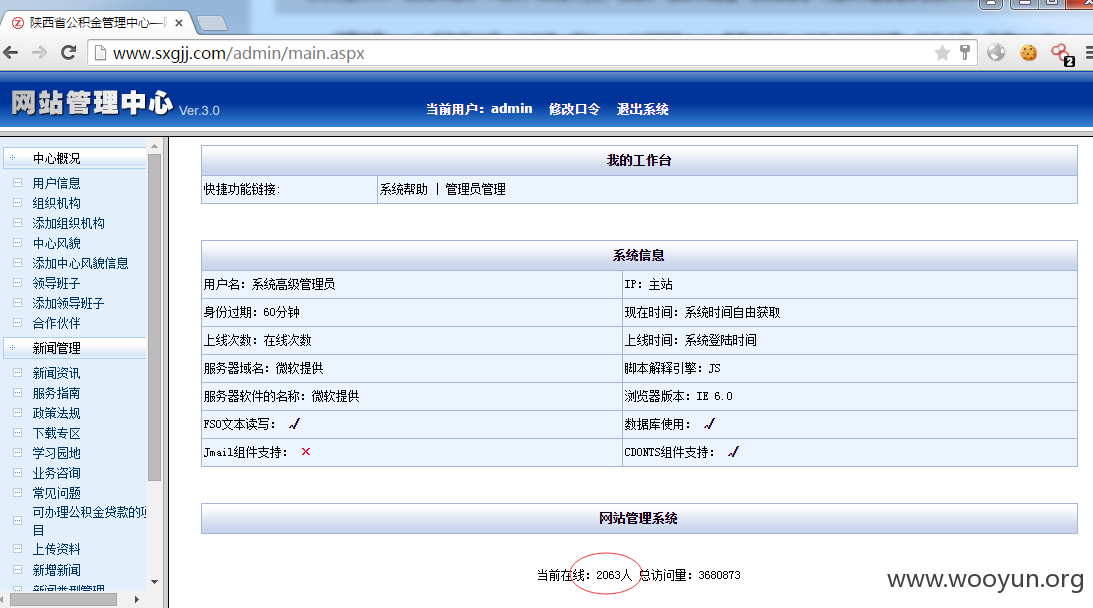 陕西省公积金管理中心—
www.sxgjj.com/admin/main.aspx
2
网站管理中心 Ver.3.0
当前用户：admin 修改口令 退出系统
中心概况
用户信息
组织机构
添加组织机构
中心风貌
添加中心风貌信息
领导班子
添加领导班子
合作伙伴
新闻管理
新闻资讯
服务指南
政策法规
下载专区
学习园地
业务咨询
常见问题
可办理公积金贷款的项
目
上传资料
新增新闻
新闻类型管理
我的工作台
快捷功能链接： 系统帮助 | 管理员管理
系统信息
用户名：系统高级管理员 IP：主站
身份过期：60分钟 现在时间：系统时间自由获取
上线次数：在线次数 上线时间：系统登陆时间
服务器域名：微软提供 脚本解释引擎：JS
服务器软件的名称：微软提供 浏览器版本：IE 6.0
FSO文本读写： 数据库使用：
Jmail组件支持： CDONTS组件支持：
网站管理系统
当前在线：2063人 总访问量：3680873
www.wooyun.org